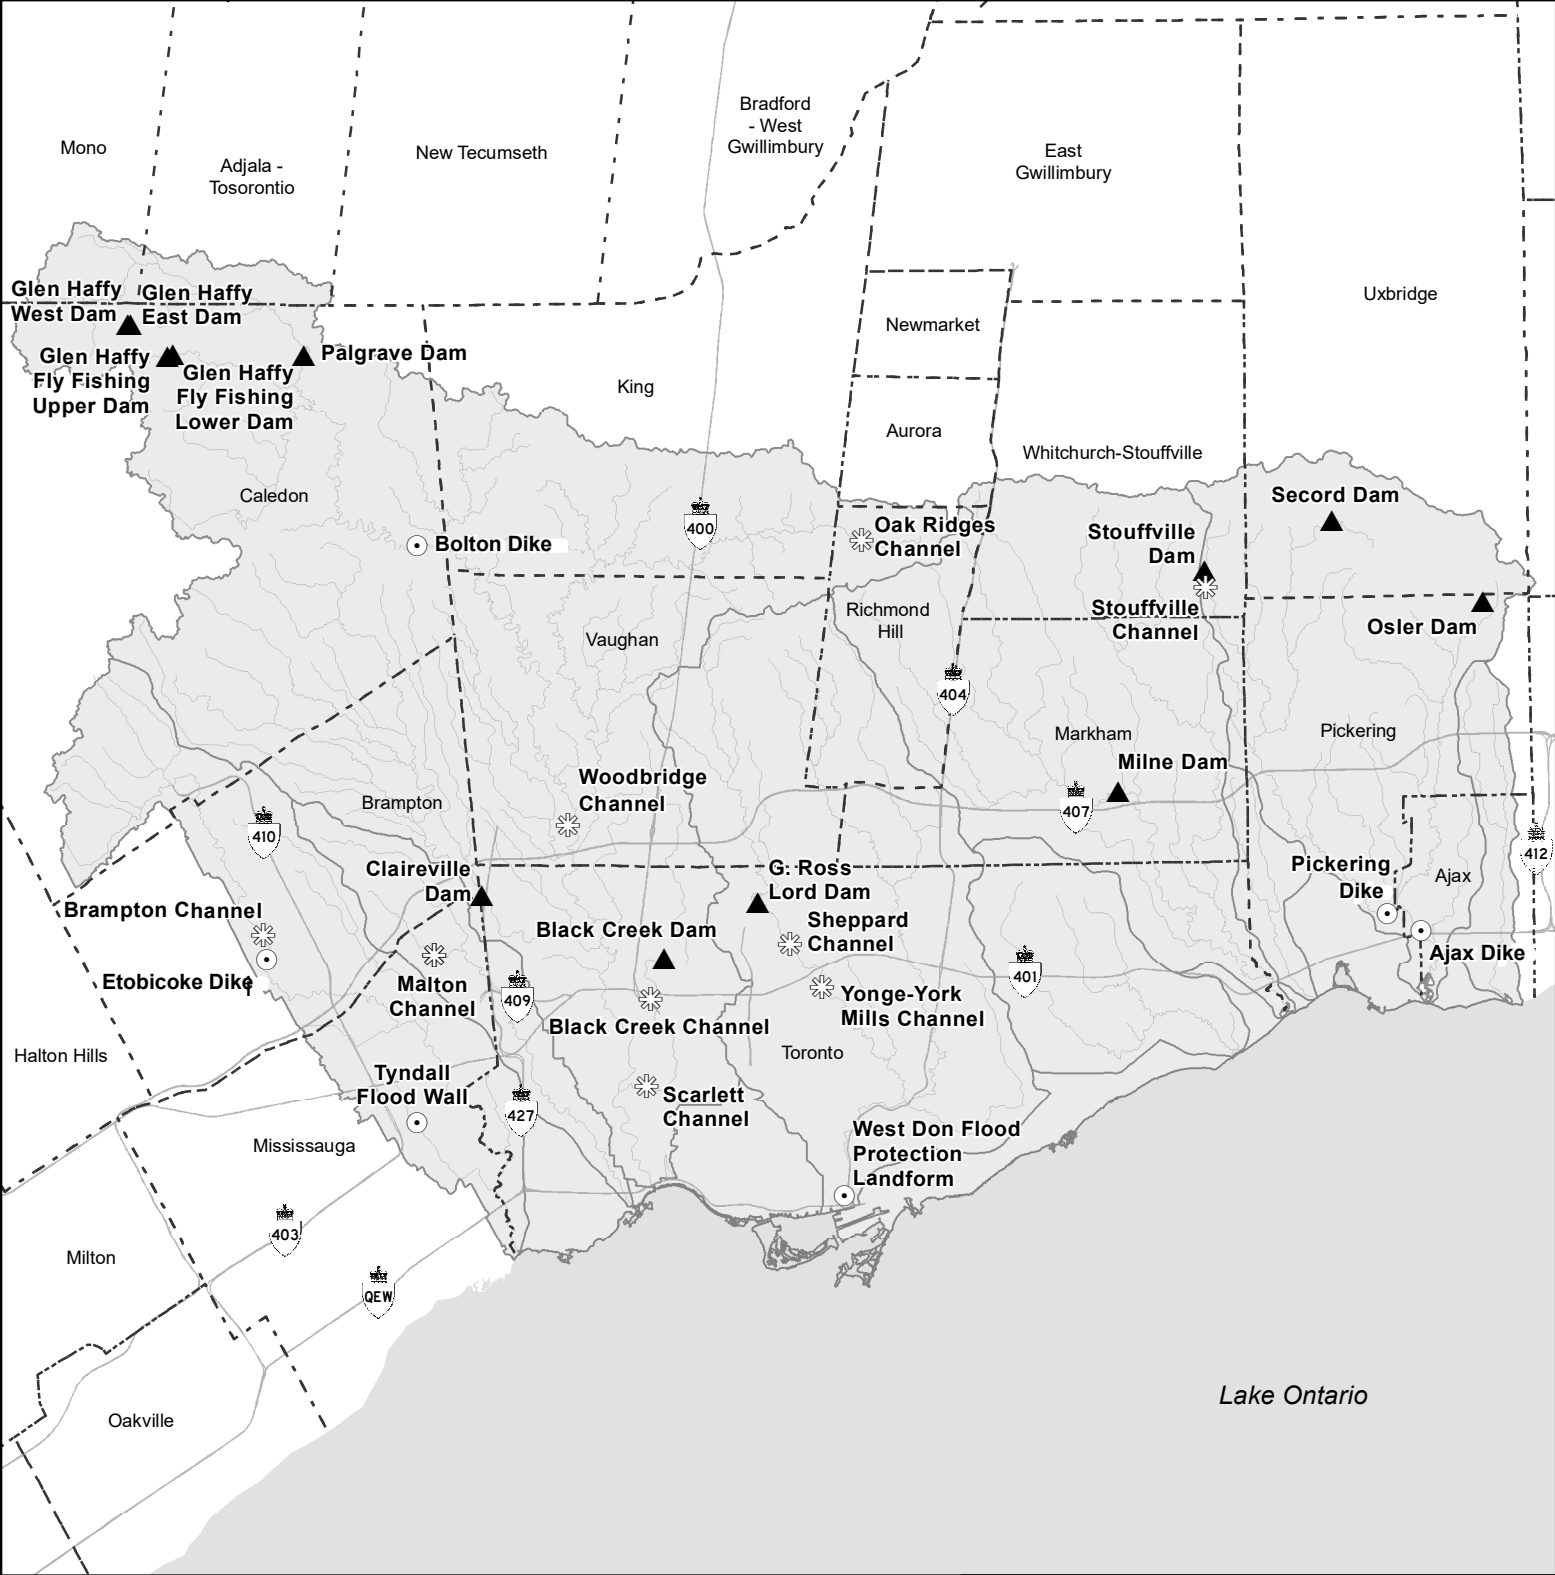 Bradford
- West
Gwillimbury
Mono
Adjala -
Tosorontio
New Tecumseth
East
Gwillimbury
Uxbridge
Glen Haffy
West Dam
Glen Haffy
East Dam
Newmarket
Glen Haffy
Fly Fishing
Upper Dam
Glen Haffy
Fly Fishing
Lower Dam
Palgrave Dam
King
Aurora
Whitchurch-Stouffville
Caledon
Secord Dam
400
Oak Ridges
Channel
Stouffville
Dam
Bolton Dike
Stouffville
Channel
Richmond
Hill
Osler Dam
Vaughan
404
Markham
Pickering
Milne Dam
Woodbridge
Channel
Brampton
407
410
412
Claireville
Dam
G. Ross
Lord Dam
Pickering
Dike
Ajax
Brampton Channel
Black Creek Dam
Sheppard
Channel
Ajax Dike
Etobicoke Dike
Malton
Channel
409
401
Yonge-York
Mills Channel
Black Creek Channel
Halton Hills
Toronto
Tyndall
Flood Wall
Scarlett
Channel
427
Mississauga
West Don Flood
Protection
Landform
403
Milton
QEW
Lake Ontario
Oakville